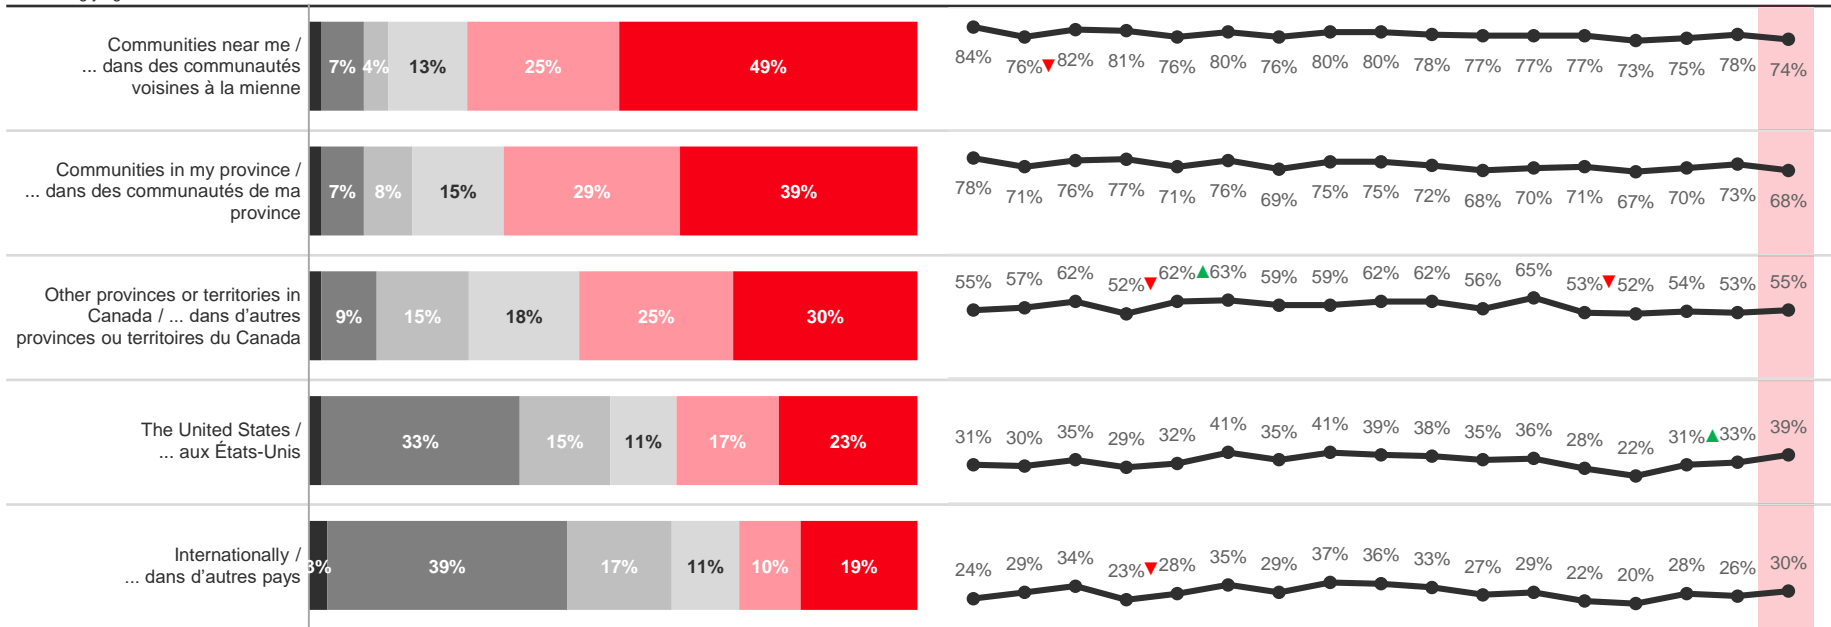 Communities near me /
... dans des communautés
voisines à la mienne
7% 4% 13% 25% 49%
84% 76%▼ 82% 81% 76% 80% 76% 80% 80% 78% 77% 77% 77% 73% 75% 78% 74%
Communities in my province /
... dans des communautés de ma
province
7% 8% 15% 29% 39%
78% 71% 76% 77% 71% 76% 69% 75% 75% 72% 68% 70% 71% 67% 70% 73% 68%
Other provinces or territories in
Canada / ... dans d'autres
provinces ou territoires du Canada
9% 15% 18% 25% 30%
55% 57% 62% 52%▼ 62%▲ 63% 59% 59% 62% 62% 56% 65% 53%▼ 52% 54% 53% 55%
The United States /
... aux États-Unis
33% 15% 11% 17% 23%
31% 30% 35% 29% 32% 41% 35% 41% 39% 38% 35% 36% 28% 22% 31%▲ 33% 39%
Internationally /
... dans d'autres pays
3% 39% 17% 11% 10% 19%
24% 29% 34% 23%▼ 28% 35% 29% 37% 36% 33% 27% 29% 22% 20% 28% 26% 30%